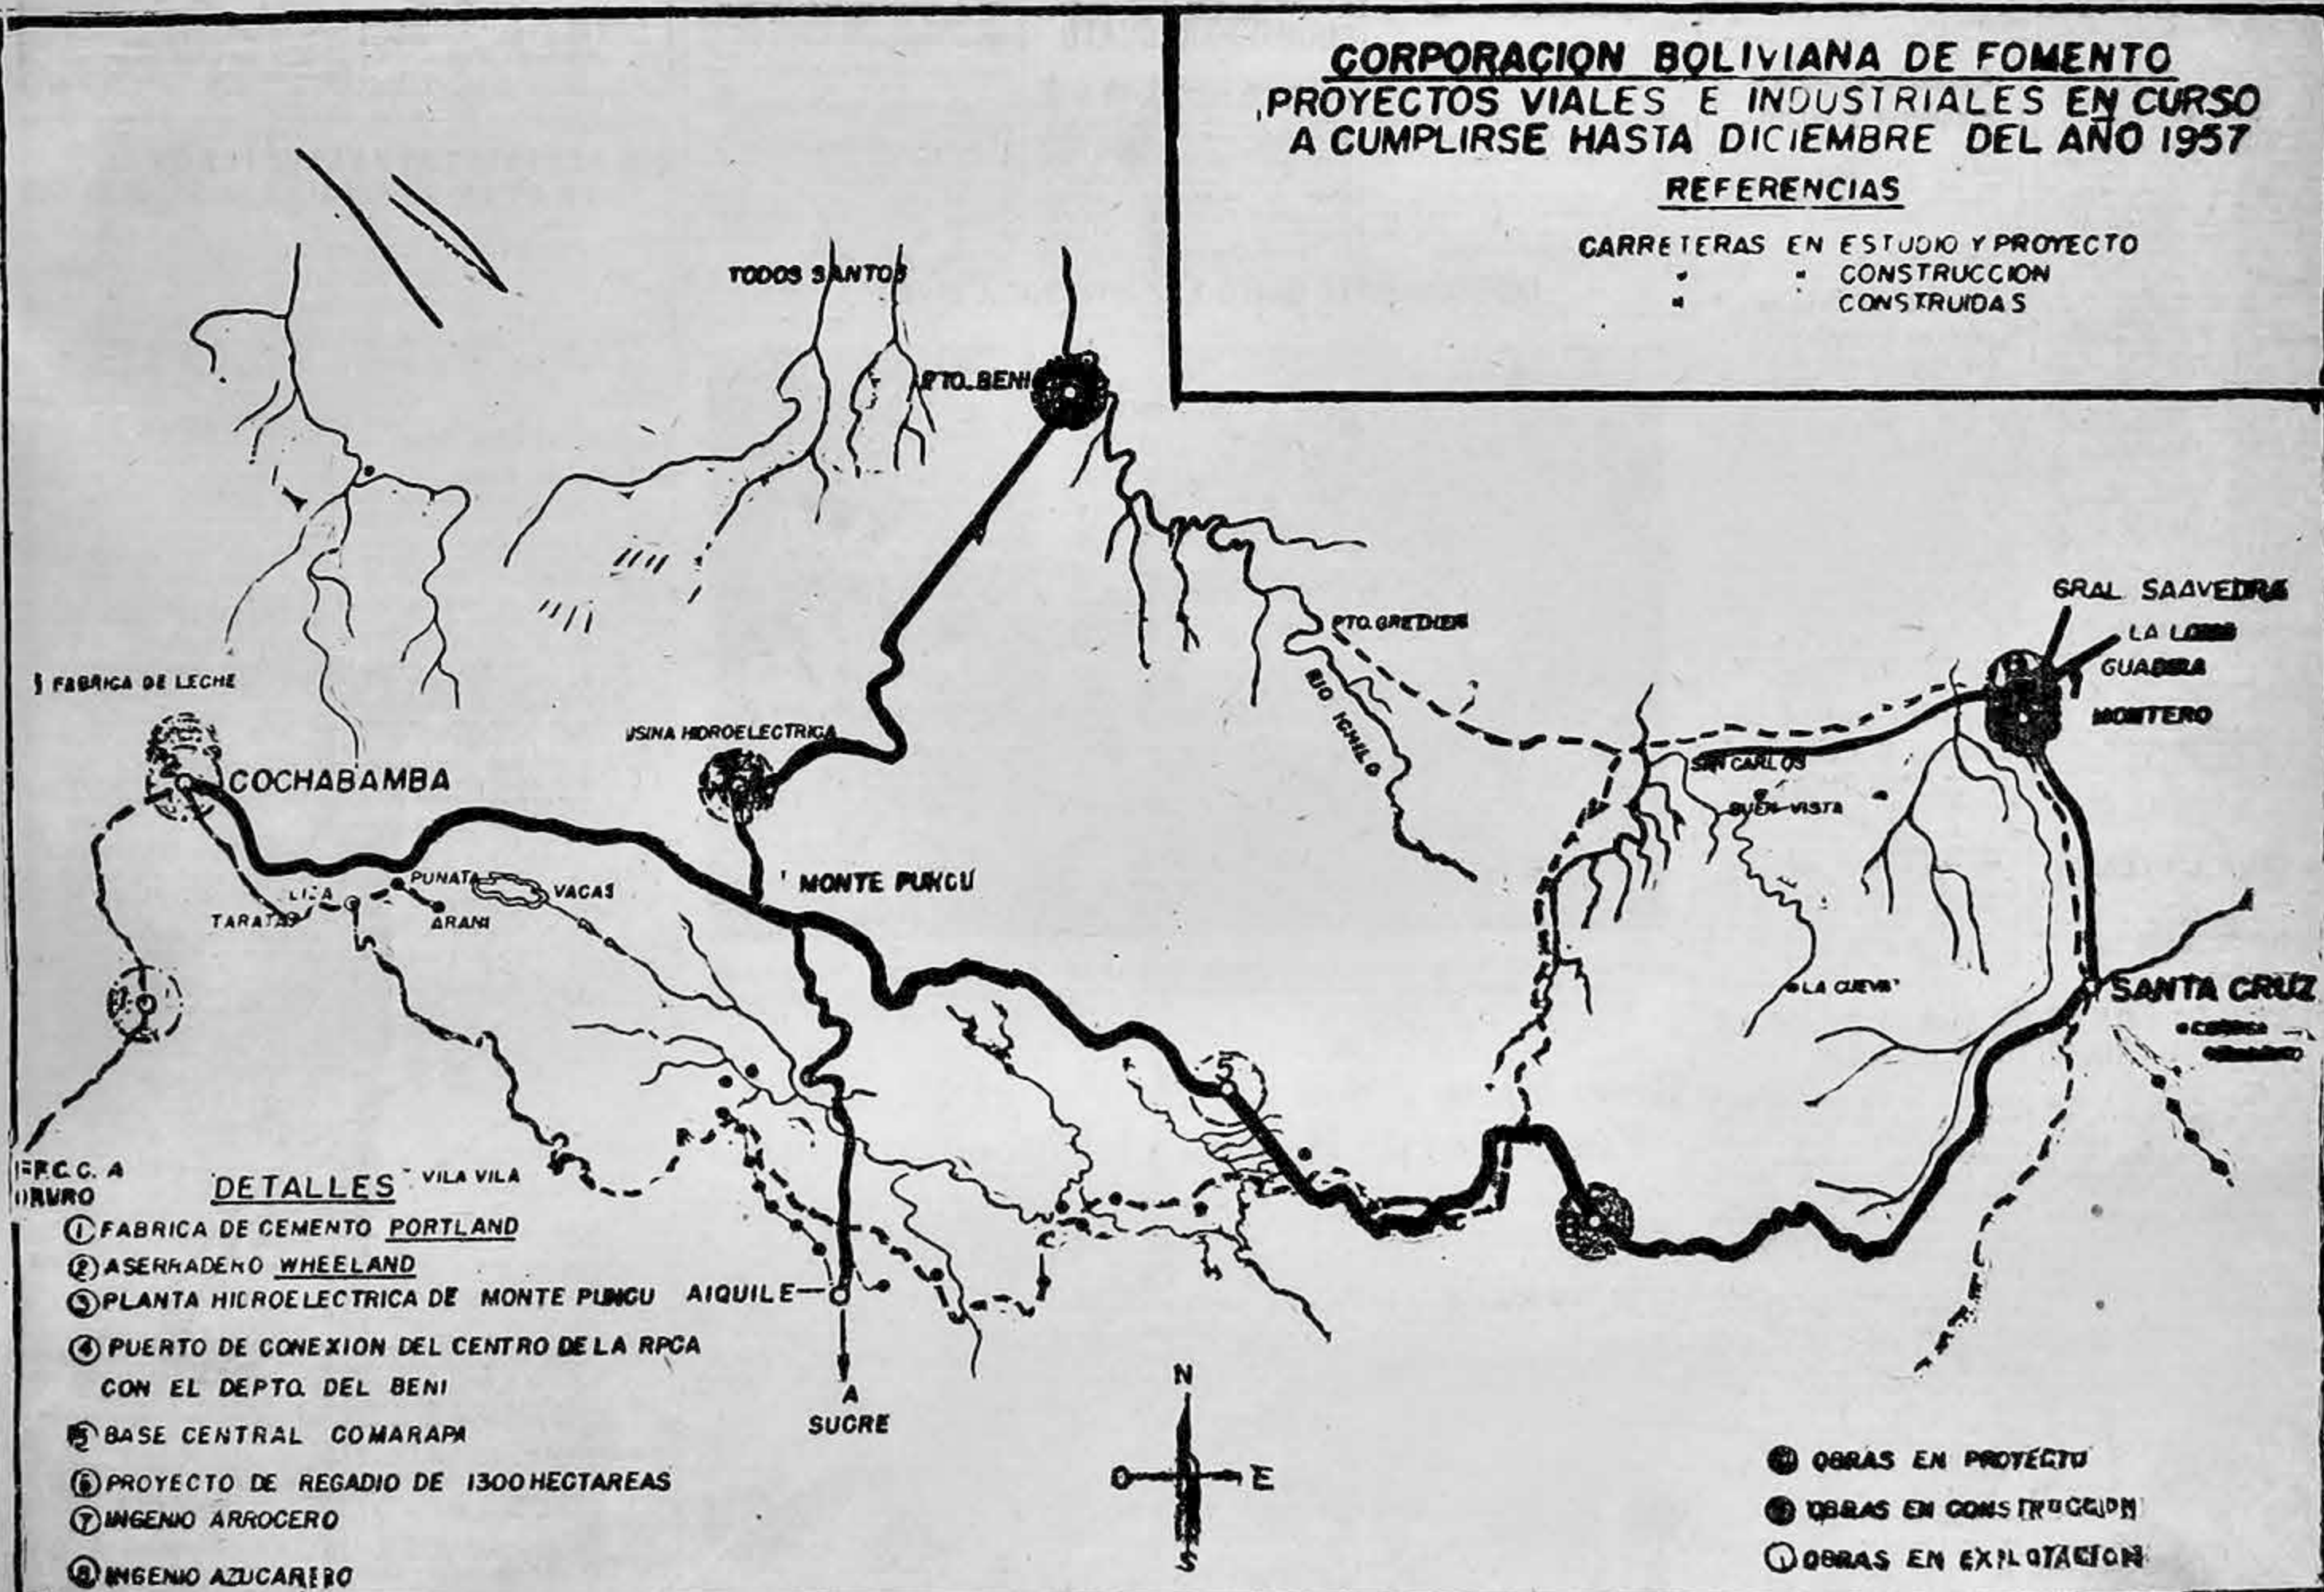 CORPORACION BOLIVIANA DE FOMENTO
PROYECTOS VIALES E INDUSTRIALES EN CURSO
A CUMPLIRSE HASTA DICIEMBRE DEL AÑO 1957
REFERENCIAS
CARRETERAS EN ESTUDIO Y PROYECTO
" " CONSTRUCCION
" CONSTRUIDAS
TODOS SANTOS
PTO. BENI
GRAL SAAVEDRA
LA
PTO. GRETHER
GUABIRA
FABRICA DE LECHE
RIO ICHILO
MONTERO
USINA HIDROELECTRICA
SAN CARLOS
COCHABAMBA
BUEN VISTA
PUNATA
VACAS
MONTE PUNCU
TARATA
ARANI
LA CUEVA
SANTA CRUZ
5
F.C. C. A
ORURO
DETALLES
VILA VILA
① FABRICA DE CEMENTO PORTLAND
② ASERRADERO WHEELAND
③ PLANTA HIDROELECTRICA DE MONTE PUNCU
AIQUILE
④ PUERTO DE CONEXION DEL CENTRO DE LA RPCA
CON EL DEPTO. DEL BENI
A
SUCRE
⑤ BASE CENTRAL COMARAPA
⑥ PROYECTO DE REGADIO DE 1300 HECTAREAS
⑦ INGENIO ARROCERO
⑧ INGENIO AZUCARERO
N
O E
S
OBRAS EN PROYECTO
OBRAS EN CONSTRUCCION
OBRAS EN EXPLOTACION